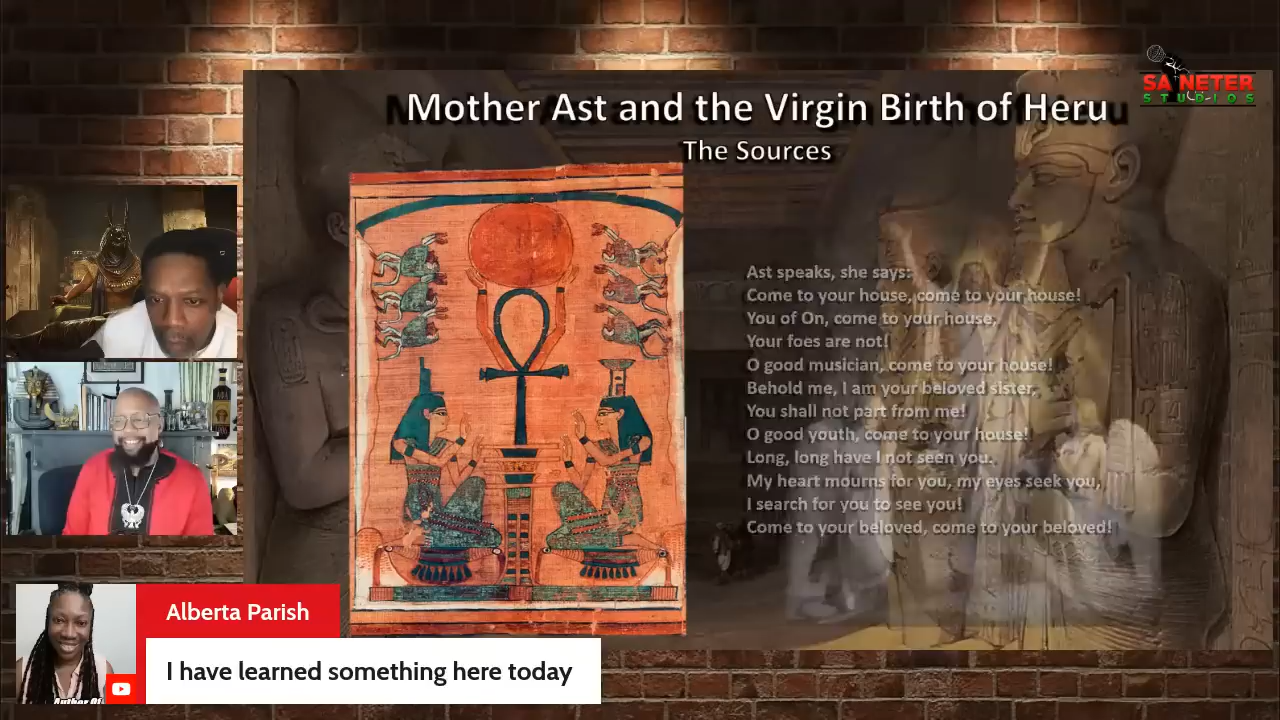 SA NETER
STUDIOS
Mother Ast and the Virgin Birth of Heru
The Sources
Ast speaks, she says:
Come to your house, come to your house!
You of On, come to your house,
Your foes are not!
O good musician, come to your house!
Behold me, I am your beloved sister,
You shall not part from me!
O good youth, come to your house!
Long, long have I not seen you.
My heart mourns for you, my eyes seek you,
I search for you to see you!
Come to your beloved, come to your beloved!
Alberta Parish
I have learned something here today
Author Of